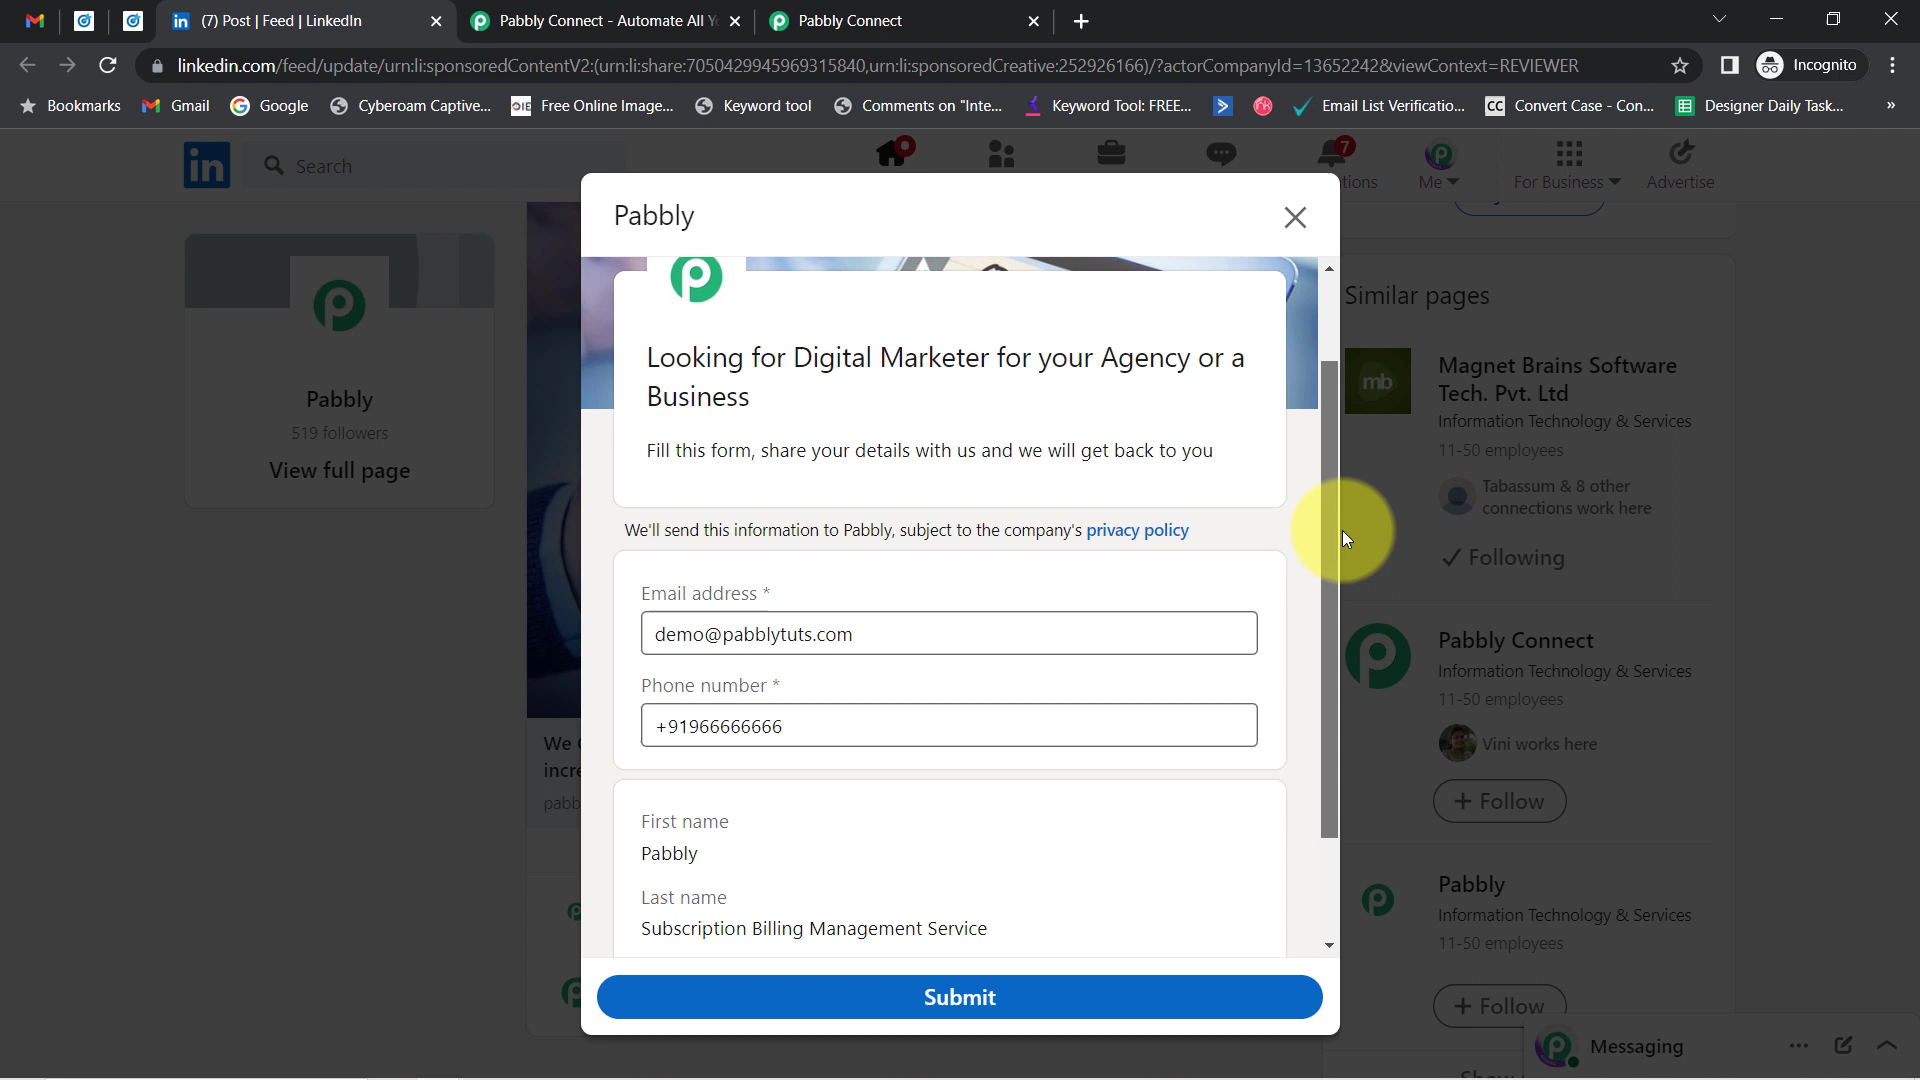 (7) Post | Feed | LinkedIn
Pabbly Connect - Automate All Y
Pabbly Connect
linkedin.com/feed/update/urn:li:sponsoredContentV2:(urn:li:share:7050429945969315840,urn:li:sponsoredCreative:252926166)/?actorCompanyId=13652242&viewContext=REVIEWER
Incognito
Bookmarks
Gmail
Google
Cyberoam Captive...
OIE Free Online Image...
Keyword tool
Comments on "Inte...
Keyword Tool: FREE...
Email List Verificatio...
CC Convert Case - Con...
Designer Daily Task...
»
in
Search
7
tions
Me
For Business
Advertise
Pabbly
519 followers
View full page
We
incre
pabb
Pabbly
Looking for Digital Marketer for your Agency or a
Business
Fill this form, share your details with us and we will get back to you
We'll send this information to Pabbly, subject to the company's privacy policy
Email address *
demo@pabblytuts.com
Phone number *
+91966666666
First name
Pabbly
Last name
Subscription Billing Management Service
Submit
Similar pages
mb
Magnet Brains Software
Tech. Pvt. Ltd
Information Technology & Services
11-50 employees
Tabassum & 8 other
connections work here
Following
Pabbly Connect
Information Technology & Services
11-50 employees
Vini works here
+ Follow
Pabbly
Information Technology & Services
11-50 employees
+ Follow
Messaging